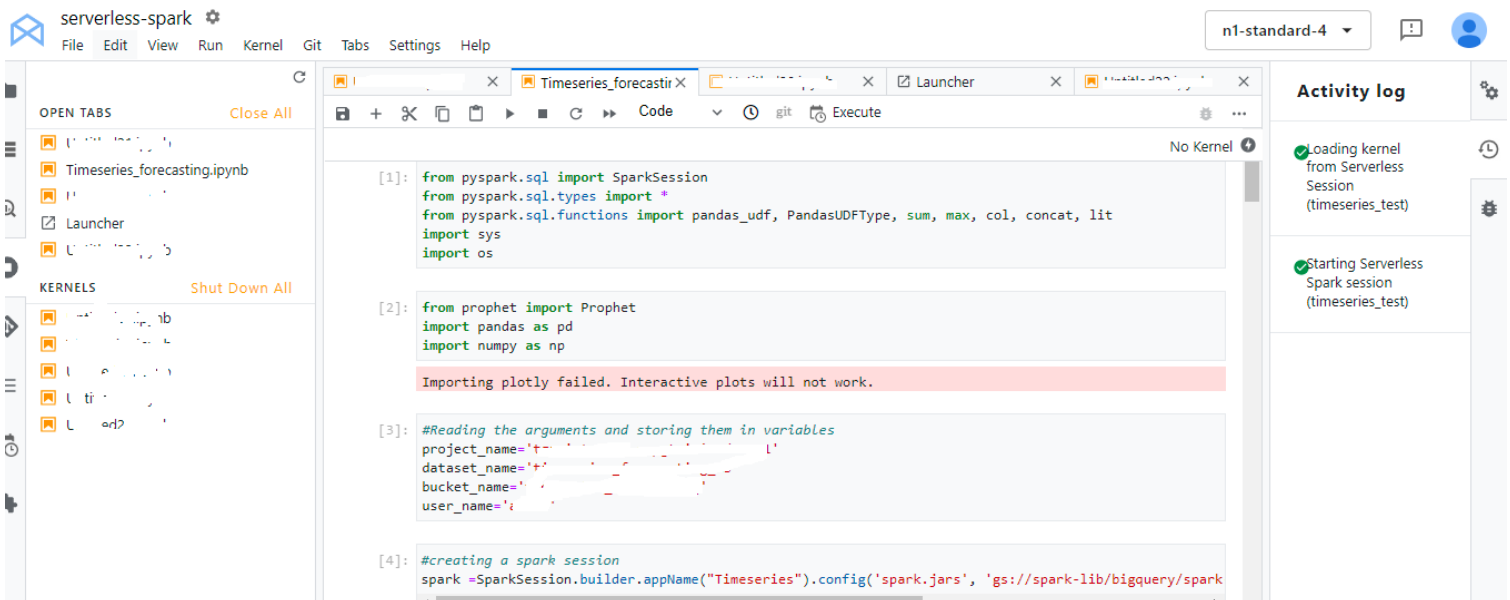 serverless-spark
File Edit View Run Kernel Git Tabs Settings Help
n1-standard-4
OPEN TABS
Close All
Timeseries_forecasting.ipynb
Launcher
KERNELS
Shut Down All
Timeseries_forecastin
Launcher
Code
git
Execute
No Kernel
[1]:
from pyspark.sql import SparkSession
from pyspark.sql.types import *
from pyspark.sql.functions import pandas_udf, PandasUDFType, sum, max, col, concat, lit
import sys
import os
[2]:
from prophet import Prophet
import pandas as pd
import numpy as np
Importing plotly failed. Interactive plots will not work.
[3]:
#Reading the arguments and storing them in variables
project_name='
dataset_name='
bucket_name='
user_name='
[4]:
#creating a spark session
spark =SparkSession.builder.appName("Timeseries").config('spark.jars', 'gs://spark-lib/bigquery/spark
Activity log
Loading kernel
from Serverless
Session
(timeseries_test)
Starting Serverless
Spark session
(timeseries_test)